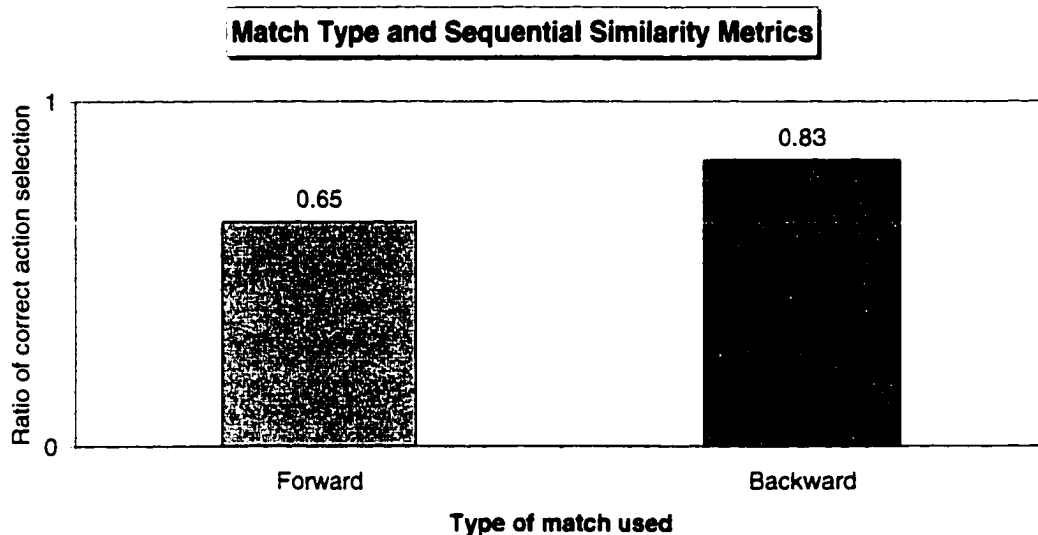 Match Type and Sequential Similarity Metrics
Ratio of correct action selection
1
0.83
0.65
0
Forward
Backward
Type of match used